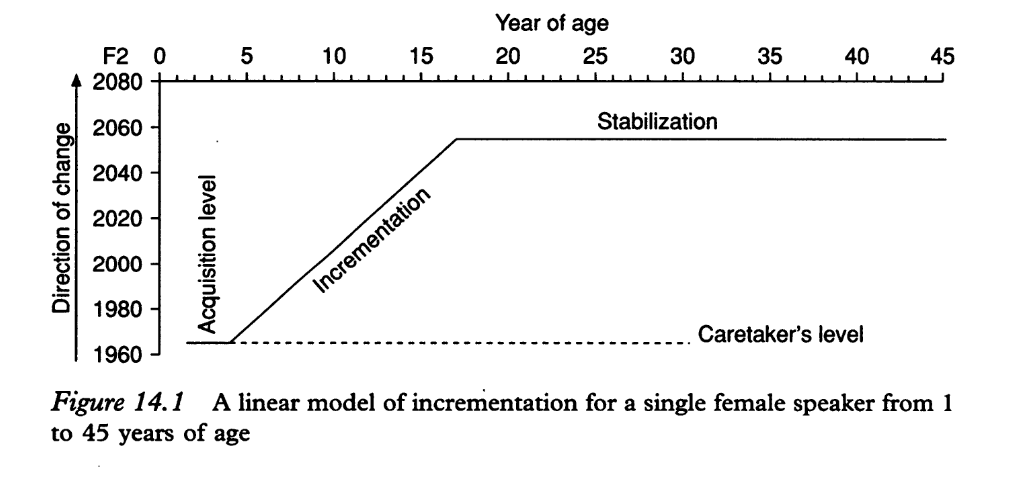 Year of age
F2 0 5 10 15 20 25 30 35 40 45
2080
2060
2040
2020
2000
1980
1960
Direction of change
Acquisition level
Incrementation
Stabilization
Caretaker's level
Figure 14.1 A linear model of incrementation for a single female speaker from 1
to 45 years of age